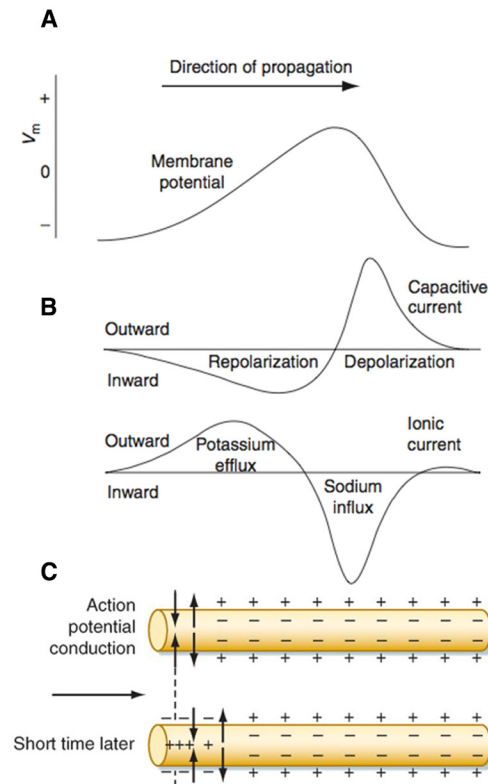 A
Direction of propagation
+
Vm
0
−
Membrane
potential
B
Capacitive
current
Outward
Repolarization
Depolarization
Inward
Outward
Potassium
efflux
Ionic
current
Inward
Sodium
influx
C
Action
potential
conduction
+ + + + + + + + +
− − − − − − − − −
− − − − − − − − −
+ + + + + + + + +
Short time later
− − − + + + + + + + +
+++ + − − − − − − − −
− − − − − − − −
− − − + + + + + + + +